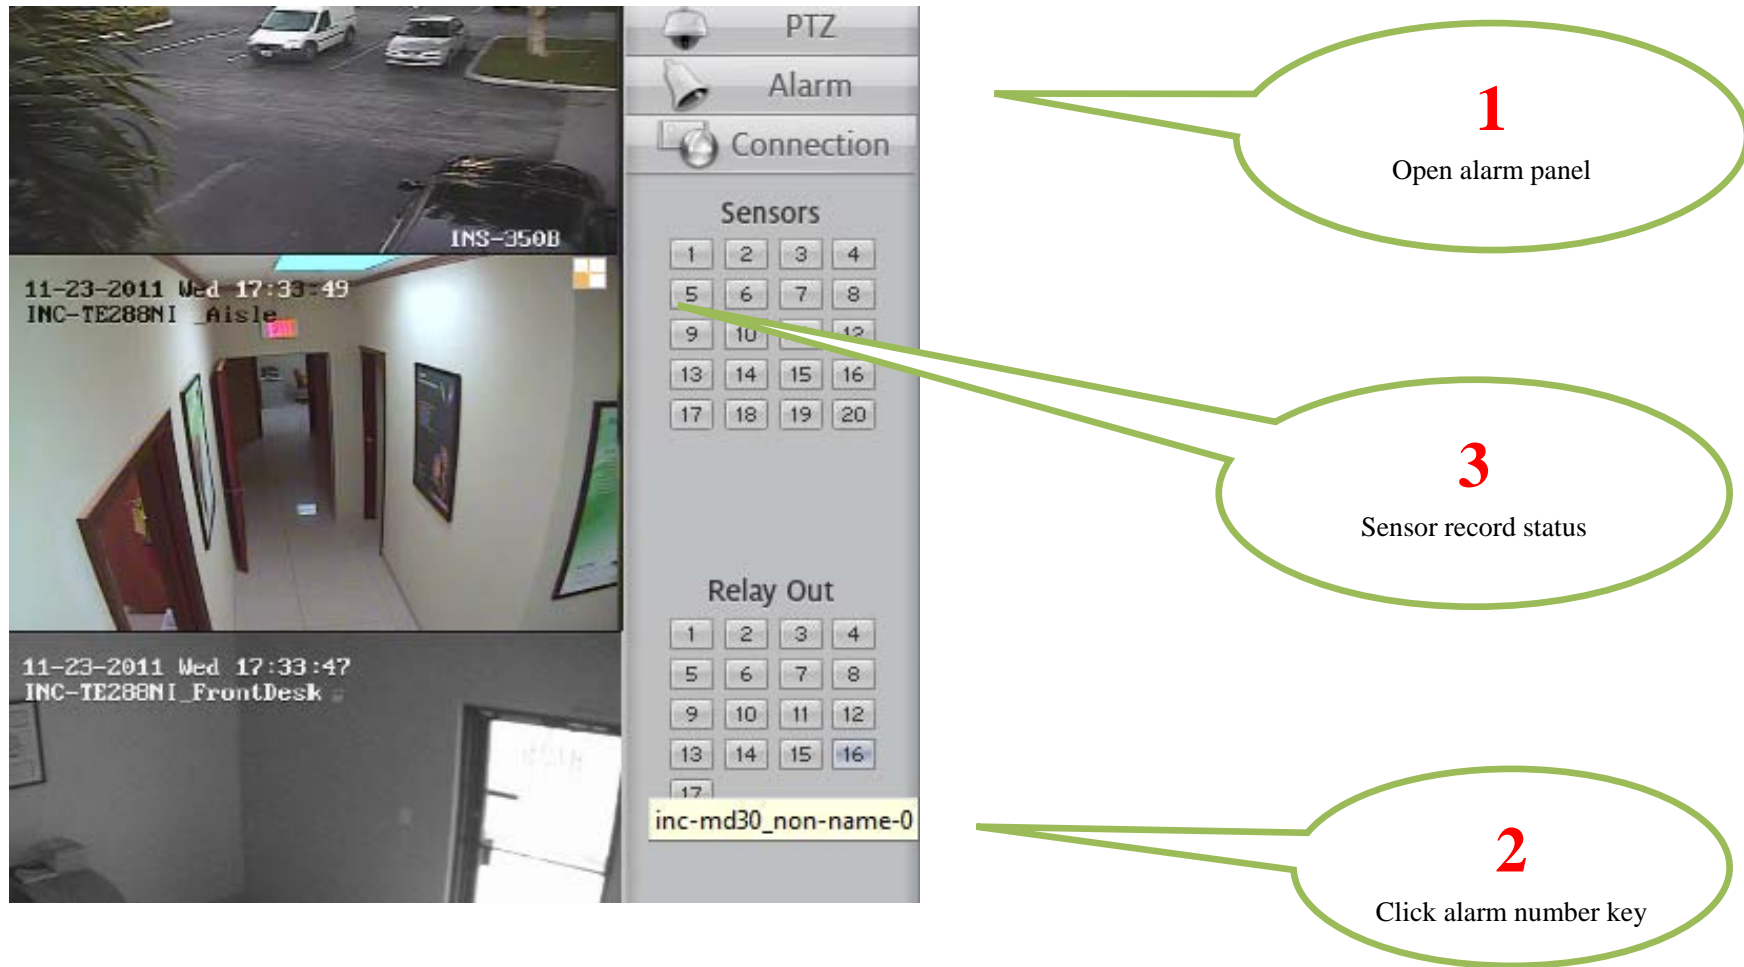 PTZ
Alarm
Connection
INS-350B
11-23-2011 Wed 17:33:49
INC-TE288NI _Aisle
11-23-2011 Wed 17:33:47
INC-TE288NI_FrontDesk
Sensors
1 2 3 4
5 6 7 8
9 10 12
13 14 15 16
17 18 19 20
Relay Out
1 2 3 4
5 6 7 8
9 10 11 12
13 14 15 16
17
inc-md30_non-name-0
1
Open alarm panel
3
Sensor record status
2
Click alarm number key